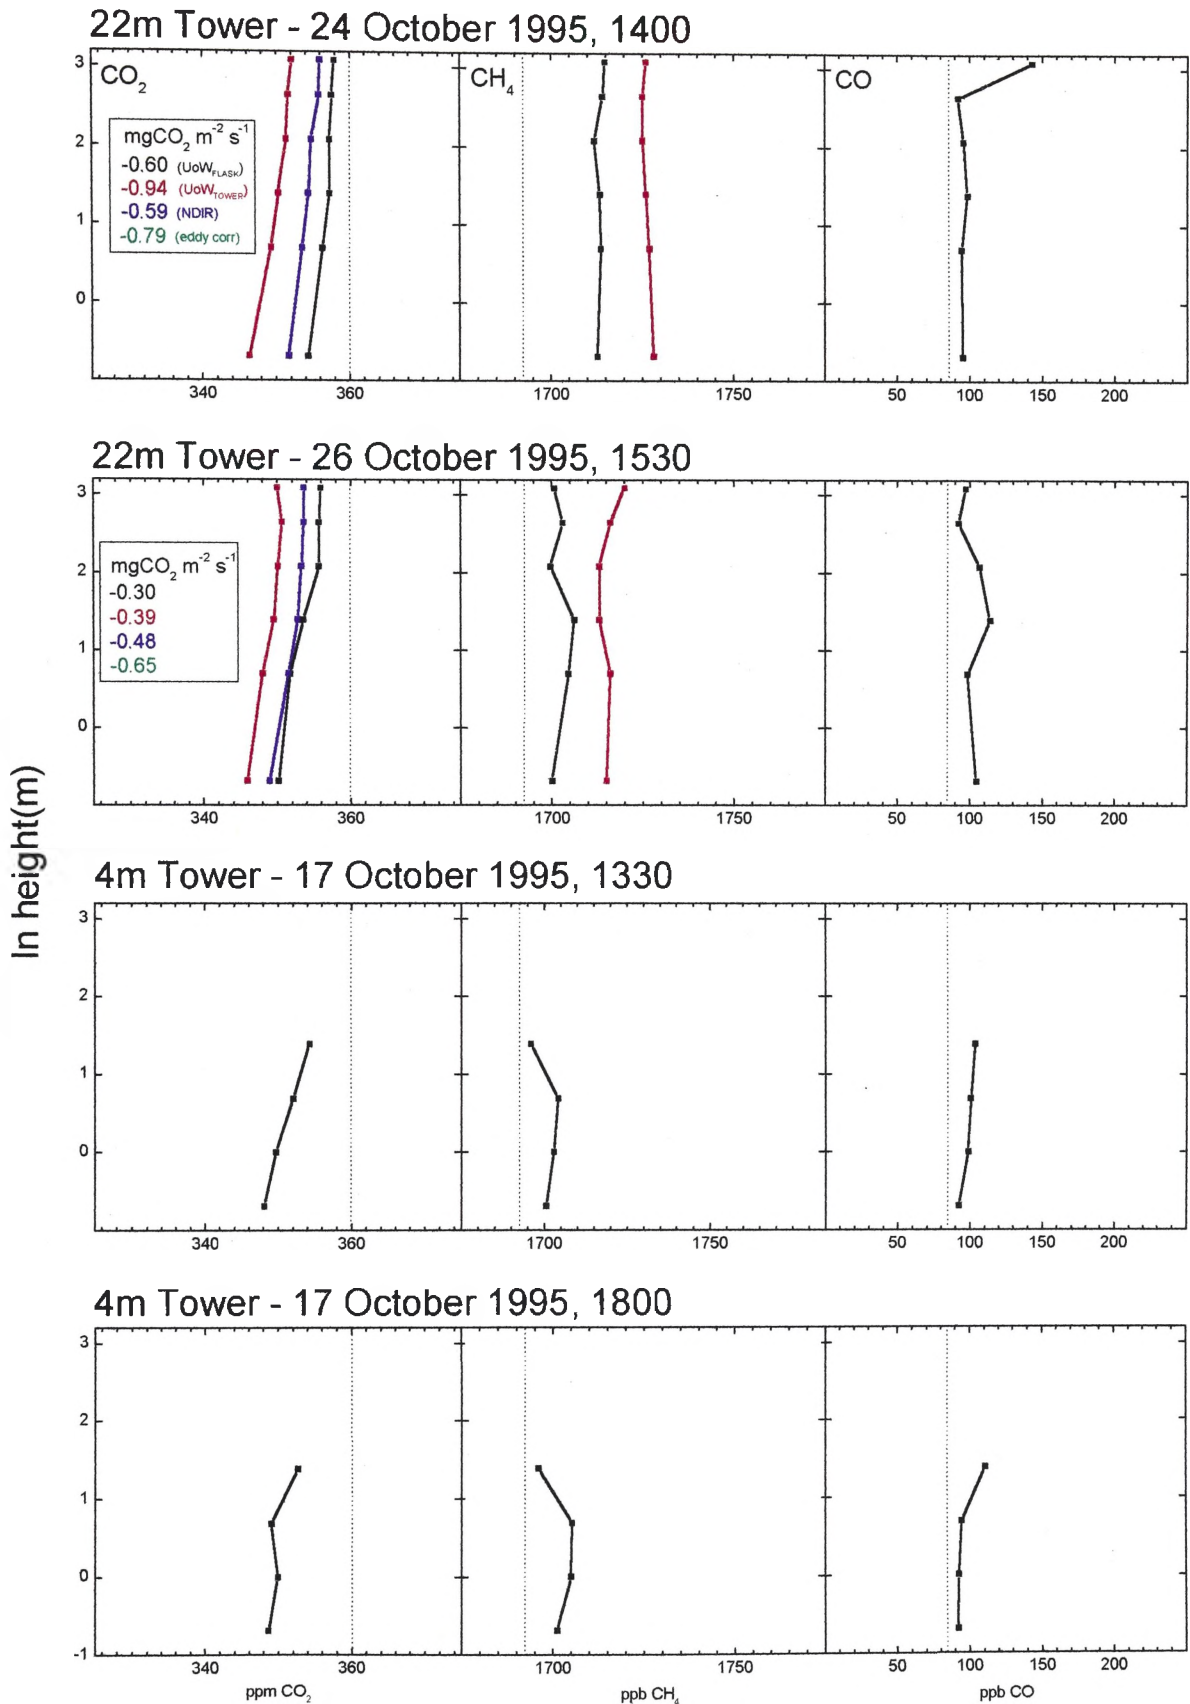 22m Tower - 24 October 1995, 1400
CO2
CH4
CO
mgCO2 m-2 s-1
-0.60 (UoWFLASK)
-0.94 (UoWTOWER)
-0.59 (NDIR)
-0.79 (eddy corr)
3
2
1
0
340 360 1700 1750 50 100 150 200
22m Tower - 26 October 1995, 1530
mgCO2 m-2 s-1
-0.30
-0.39
-0.48
-0.65
3
2
1
0
340 360 1700 1750 50 100 150 200
ln height(m)
4m Tower - 17 October 1995, 1330
3
2
1
0
340 360 1700 1750 50 100 150 200
4m Tower - 17 October 1995, 1800
3
2
1
0
-1
340 360 1700 1750 50 100 150 200
ppm CO2 ppb CH4 ppb CO